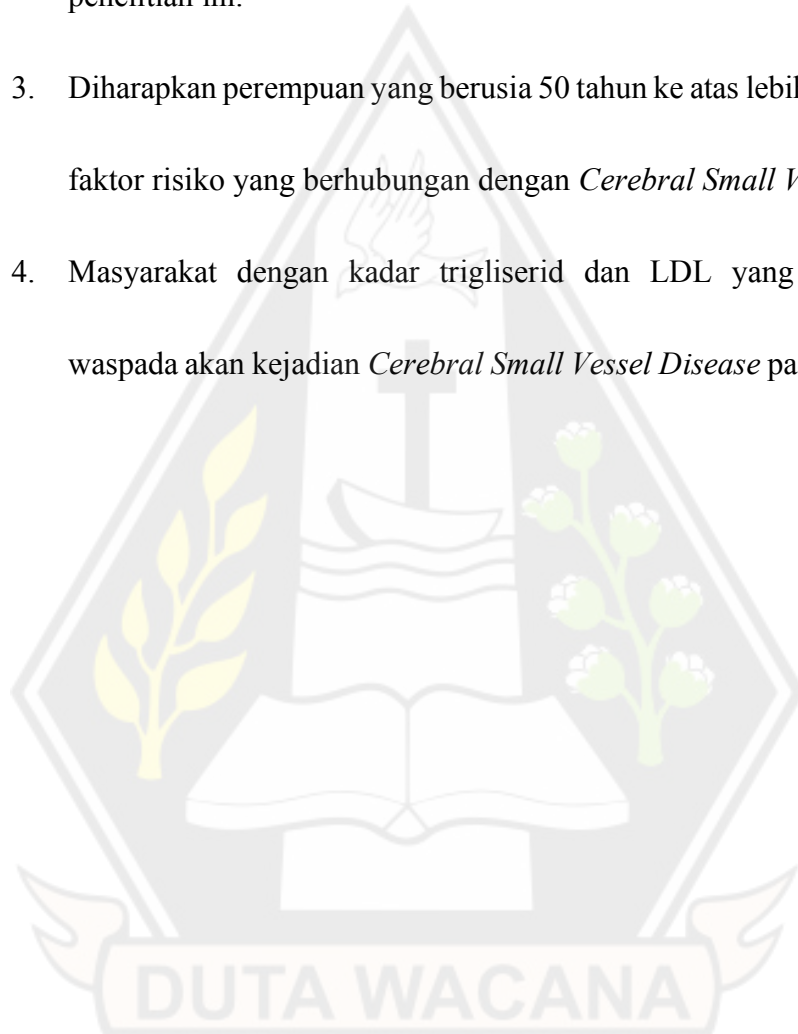 penelitian ini.
3. Diharapkan perempuan yang berusia 50 tahun ke atas lebih
faktor risiko yang berhubungan dengan Cerebral Small V
4. Masyarakat dengan kadar trigliserid dan LDL yang
waspada akan kejadian Cerebral Small Vessel Disease pa
DUTA WACANA